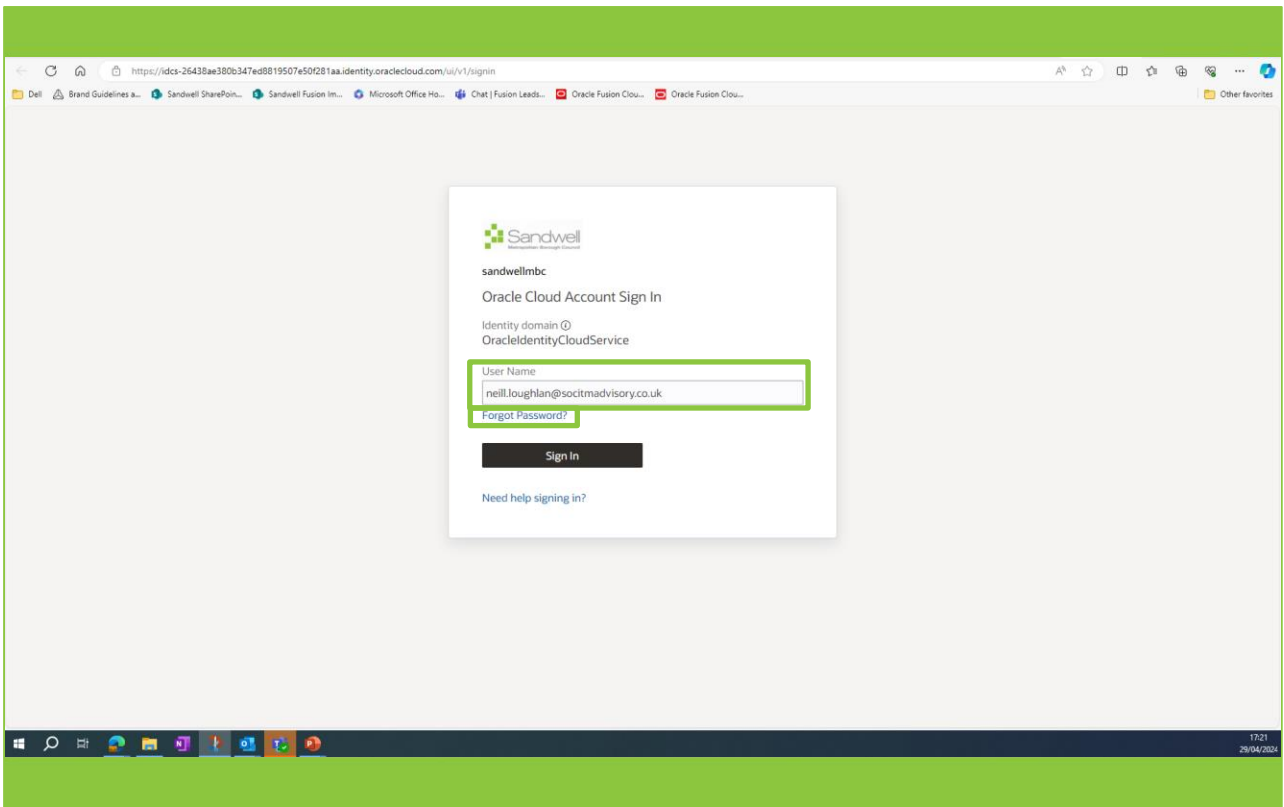 https://idcs-26438ae380b347ed8819507e50f281aa.identity.oraclecloud.com/ui/v1/signin
Dell Brand Guidelines a... Sandwell SharePoin... Sandwell Fusion Im... Microsoft Office Ho... Chat | Fusion Leads... Oracle Fusion Clou... Oracle Fusion Clou... Other favorites
Sandwell
Metropolitan Borough Council
sandwellmbc
Oracle Cloud Account Sign In
Identity domain
OracleIdentityCloudService
User Name
neill.loughlan@socitmadvisory.co.uk
Forgot Password?
Sign In
Need help signing in?
17:21
29/04/2024